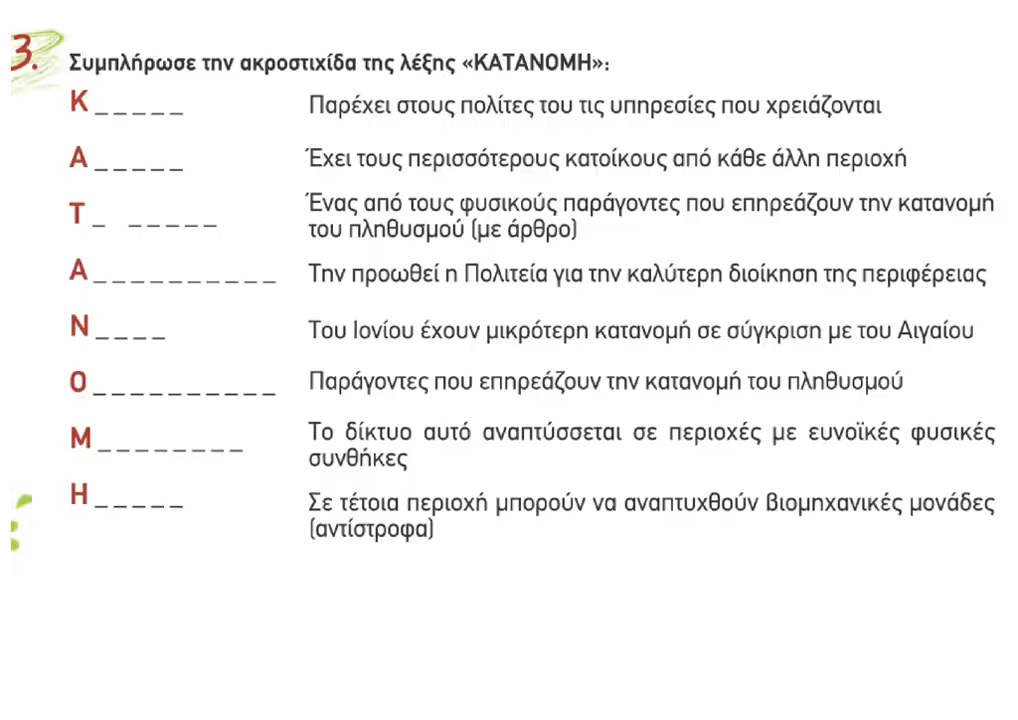 3. Συμπλήρωσε την ακροστιχίδα της λέξης «ΚΑΤΑΝΟΜΗ»:
Κ _ _ _ _ _ Παρέχει στους πολίτες του τις υπηρεσίες που χρειάζονται
Α _ _ _ _ _ Έχει τους περισσότερους κατοίκους από κάθε άλλη περιοχή
Τ _ _ _ _ _ _ Ένας από τους φυσικούς παράγοντες που επηρεάζουν την κατανομή
του πληθυσμού (με άρθρο)
Α _ _ _ _ _ _ _ _ _ _ Την προωθεί η Πολιτεία για την καλύτερη διοίκηση της περιφέρειας
Ν _ _ _ _ Του Ιονίου έχουν μικρότερη κατανομή σε σύγκριση με του Αιγαίου
Ο _ _ _ _ _ _ _ _ _ _ Παράγοντες που επηρεάζουν την κατανομή του πληθυσμού
Μ _ _ _ _ _ _ _ _ Το δίκτυο αυτό αναπτύσσεται σε περιοχές με ευνοϊκές φυσικές
συνθήκες
Η _ _ _ _ _ Σε τέτοια περιοχή μπορούν να αναπτυχθούν βιομηχανικές μονάδες
(αντίστροφα)